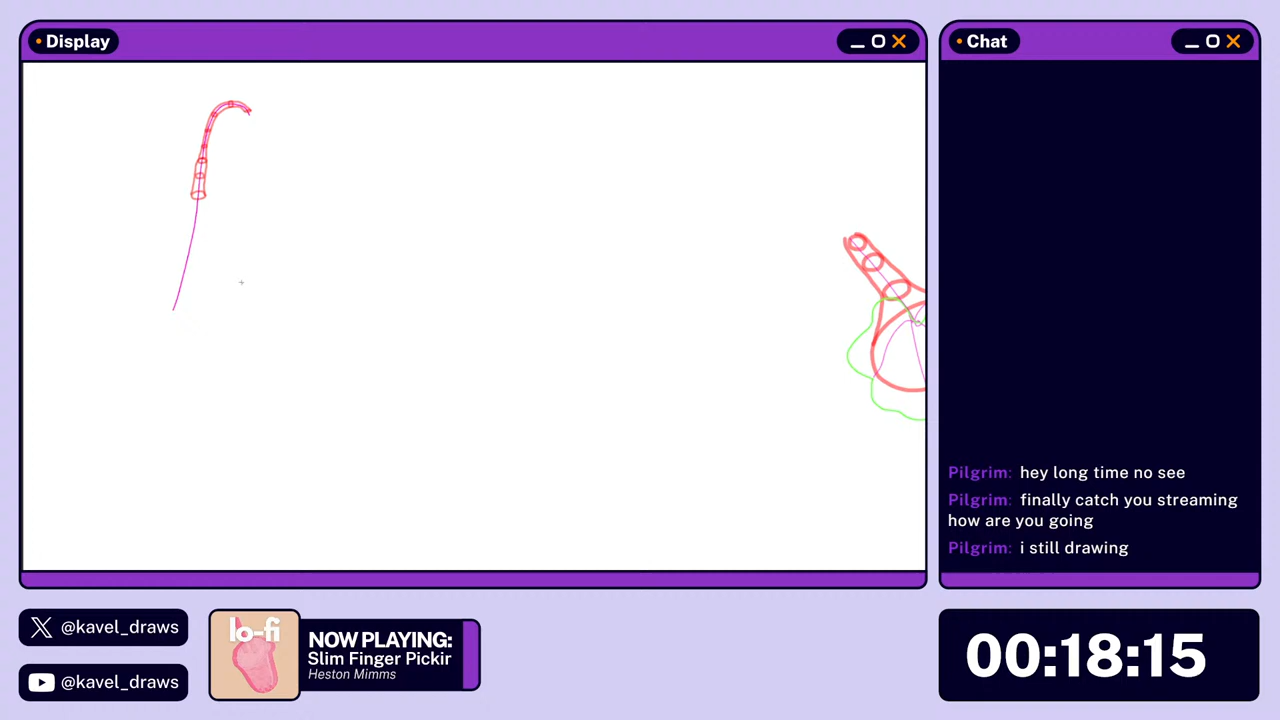 • Display
• Chat
Pilgrim: hey long time no see
Pilgrim: finally catch you streaming
how are you going
Pilgrim: i still drawing
@kavel_draws
@kavel_draws
lo-fi
NOW PLAYING:
Slim Finger Pickir
Heston Mimms
00:18:15